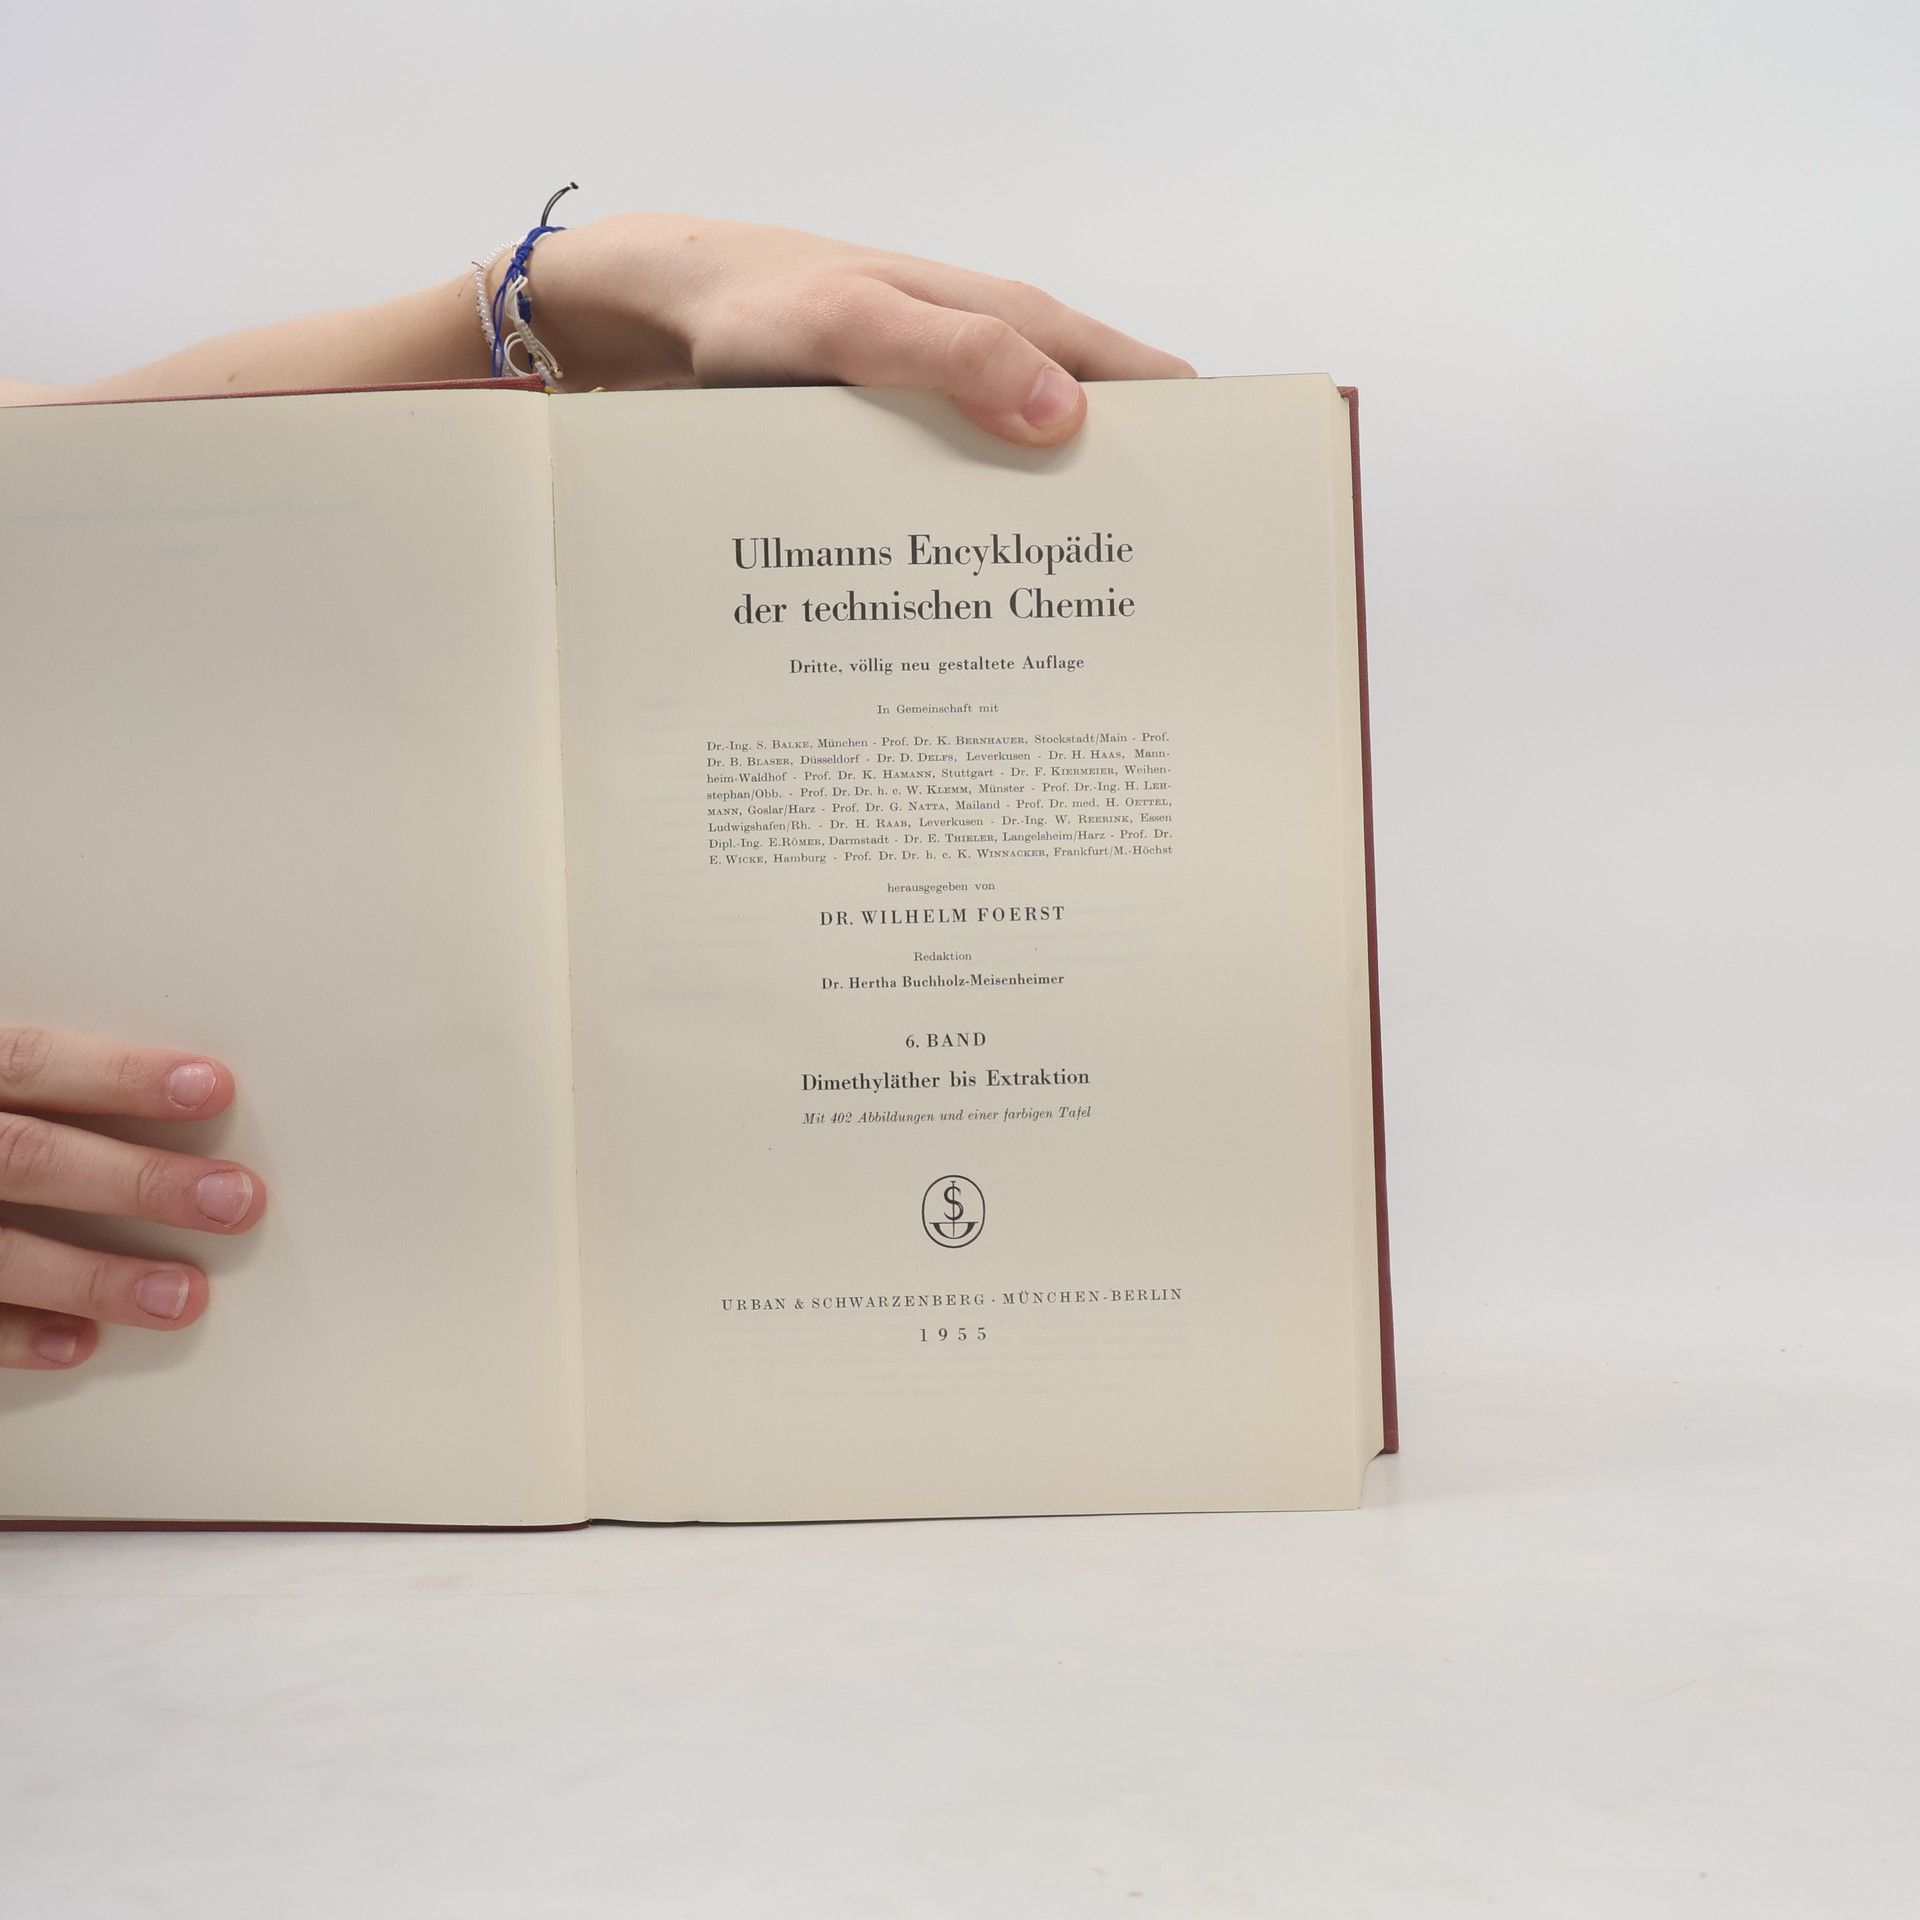 Ullmanns Encyklopädie
der technischen Chemie
Dritte, völlig neu gestaltete Auflage
In Gemeinschaft mit
Dr.-Ing. S. BALKE, München - Prof. Dr. K. BERNHAUER, Stockstadt/Main - Prof.
Dr. B. BLASER, Düsseldorf - Dr. D. DELFS, Leverkusen - Dr. H. HAAS, Mann-
heim-Waldhof - Prof. Dr. K. HAMANN, Stuttgart - Dr. F. KIERMEIER, Weihen-
stephan/Obb. - Prof. Dr. Dr. h. c. W. KLEMM, Münster - Prof. Dr.-Ing. H. LEH-
MANN, Goslar/Harz - Prof. Dr. G. NATTA, Mailand - Prof. Dr. med. H. OETTEL,
Ludwigshafen/Rh. - Dr. H. RAAB, Leverkusen - Dr.-Ing. W. REERINK, Essen
Dipl.-Ing. E. RÖMER, Darmstadt - Dr. E. THIELER, Langelsheim/Harz - Prof. Dr.
E. WICKE, Hamburg - Prof. Dr. Dr. h. c. K. WINNACKER, Frankfurt/M.-Höchst
herausgegeben von
DR. WILHELM FOERST
Redaktion
Dr. Hertha Buchholz-Meisenheimer
6. BAND
Dimethyläther bis Extraktion
Mit 402 Abbildungen und einer farbigen Tafel
URBAN & SCHWARZENBERG · MÜNCHEN-BERLIN
1955